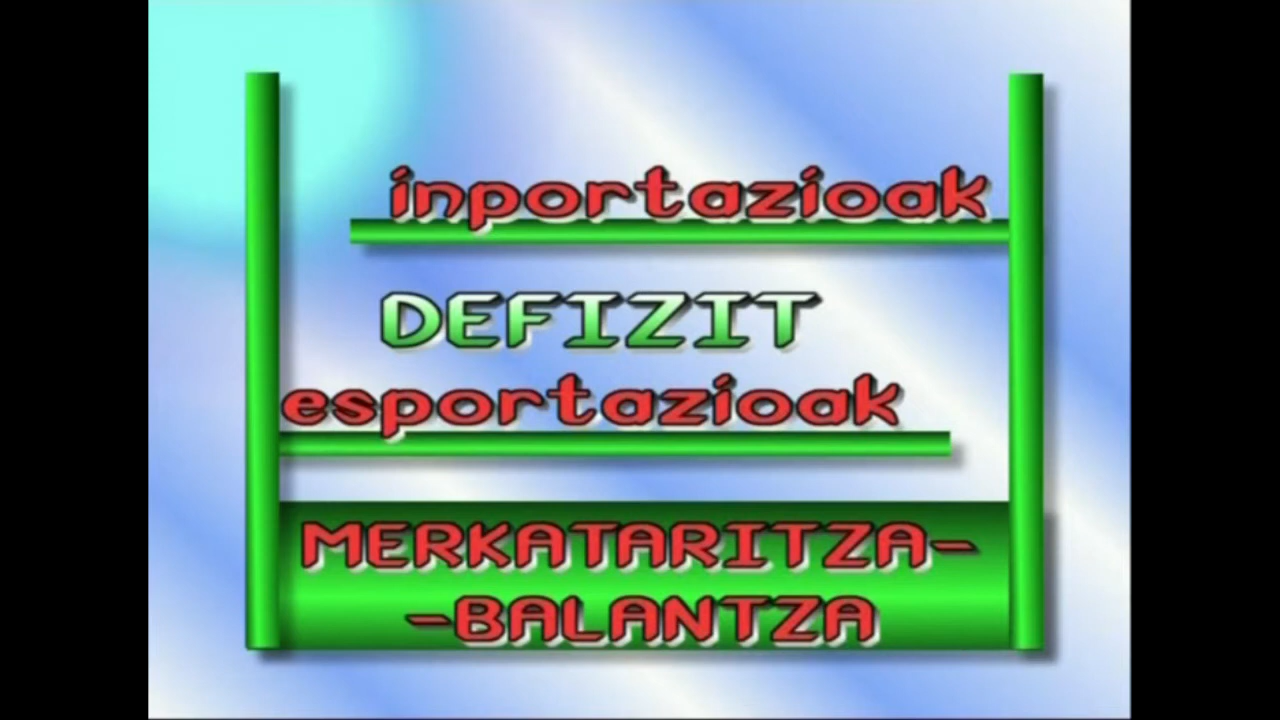 inportazioak
DEFIZIT
esportazioak
MERKATARITZA-
-BALANTZA